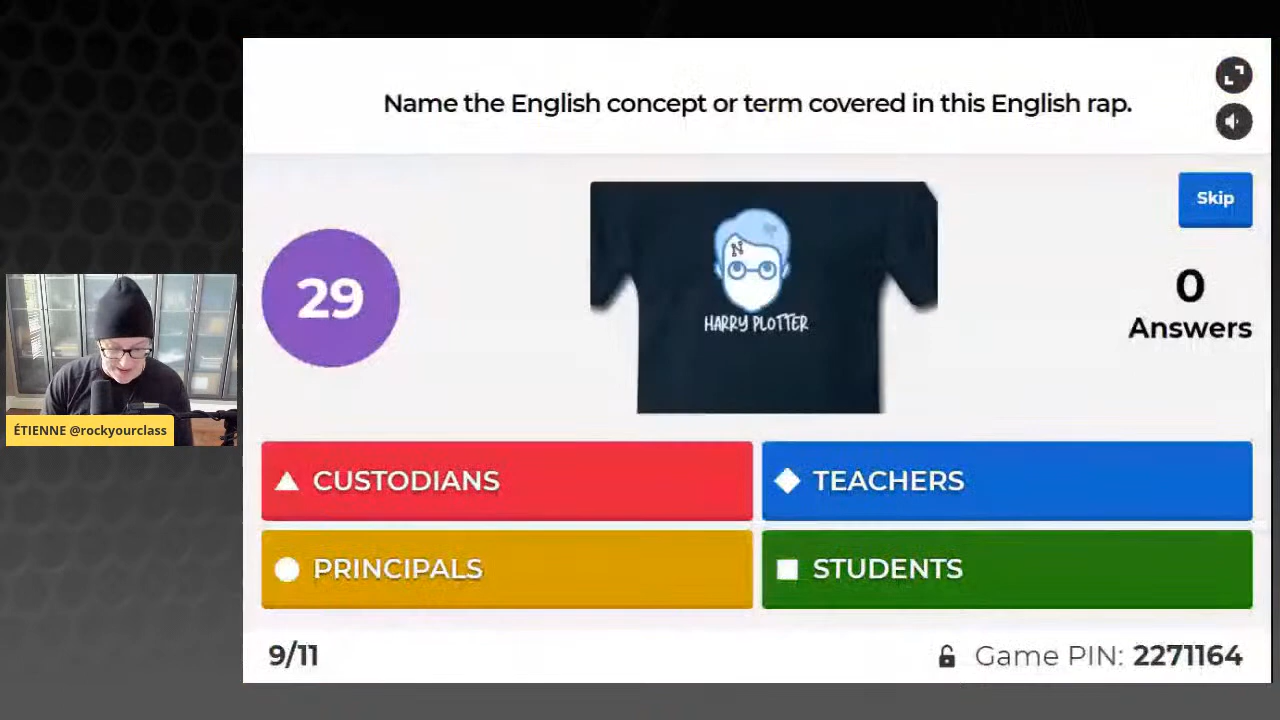 Name the English concept or term covered in this English rap.
Skip
29
N
HARRY PLOTTER
0
Answers
ÉTIENNE @rockyourclass
CUSTODIANS
TEACHERS
PRINCIPALS
STUDENTS
9/11
Game PIN: 2271164